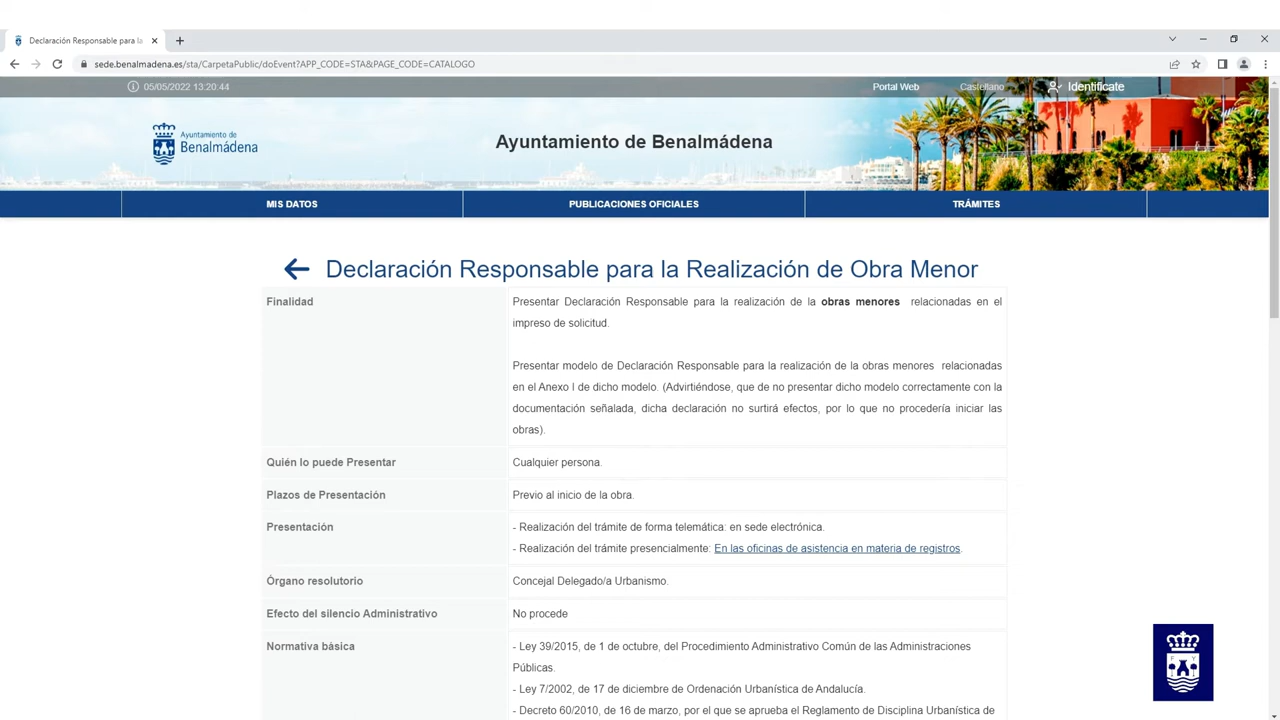 Declaración Responsable para la
sede.benalmadena.es/sta/CarpetaPublic/doEvent?APP_CODE=STA&PAGE_CODE=CATALOGO
05/05/2022 13:20:44
Portal Web
Castellano
Identifícate
Ayuntamiento de
Benalmádena
Ayuntamiento de Benalmádena
MIS DATOS
PUBLICACIONES OFICIALES
TRÁMITES
Declaración Responsable para la Realización de Obra Menor
Finalidad
Presentar Declaración Responsable para la realización de la obras menores relacionadas en el
impreso de solicitud.
Presentar modelo de Declaración Responsable para la realización de la obras menores relacionadas
en el Anexo I de dicho modelo. (Advirtiéndose, que de no presentar dicho modelo correctamente con la
documentación señalada, dicha declaración no surtirá efectos, por lo que no procedería iniciar las
obras).
Quién lo puede Presentar
Cualquier persona.
Plazos de Presentación
Previo al inicio de la obra.
Presentación
- Realización del trámite de forma telemática: en sede electrónica.
- Realización del trámite presencialmente: En las oficinas de asistencia en materia de registros.
Órgano resolutorio
Concejal Delegado/a Urbanismo.
Efecto del silencio Administrativo
No procede
Normativa básica
- Ley 39/2015, de 1 de octubre, del Procedimiento Administrativo Común de las Administraciones
Públicas.
- Ley 7/2002, de 17 de diciembre de Ordenación Urbanística de Andalucía.
- Decreto 60/2010, de 16 de marzo, por el que se aprueba el Reglamento de Disciplina Urbanística de
F Y